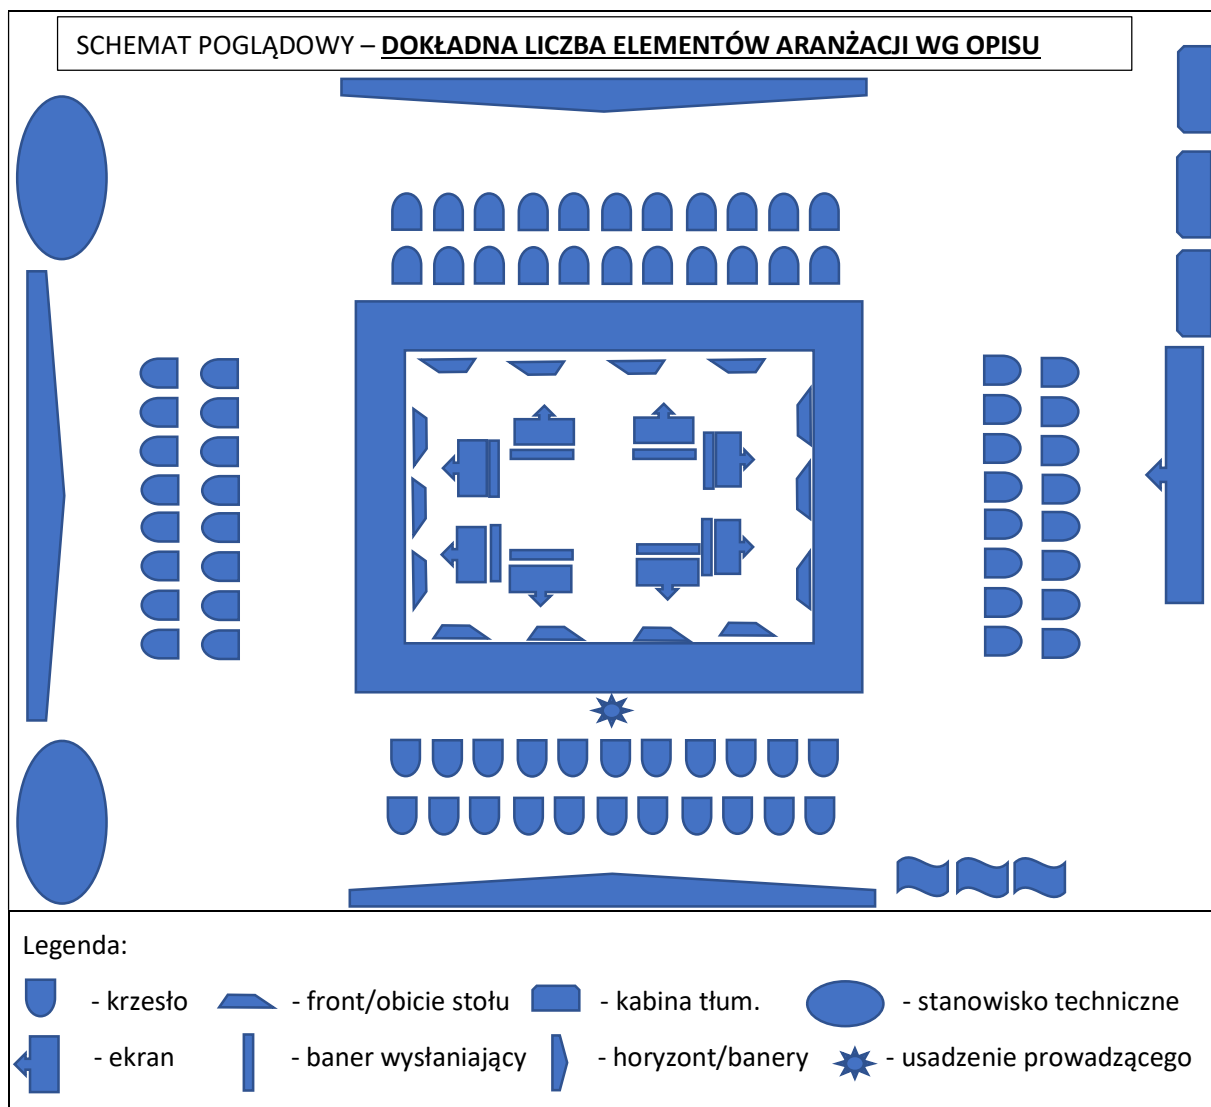 SCHEMAT POGLĄDOWY – DOKŁADNA LICZBA ELEMENTÓW ARANŻACJI WG OPISU
Legenda:
- krzesło - front/obicie stołu - kabina tłum. - stanowisko techniczne
- ekran - baner wysłaniający - horyzont/banery - usadzenie prowadzącego